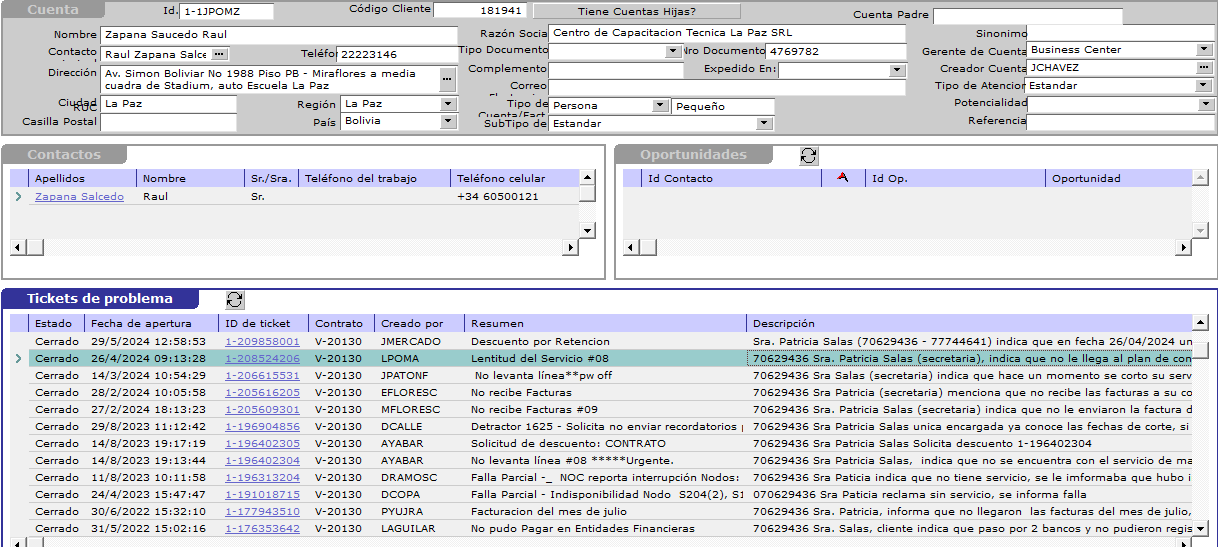 Cuenta
Id. 1-1JPOMZ Código Cliente 181941 Tiene Cuentas Hijas? Cuenta Padre
Nombre Zapana Saucedo Raul Razón Socia Centro de Capacitacion Tecnica La Paz SRL Sinonimo
Contacto Raul Zapana Salce Teléfor 22223146 Tipo Documento Nro Documento 4769782 Gerente de Cuenta Business Center
Dirección Av. Simon Boliviar No 1988 Piso PB - Miraflores a media cuadra de Stadium, auto Escuela La Paz Complemento Expedido En: Creador Cuenta JCHAVEZ
Correo Tipo de Atencion Estandar
Ciudad La Paz Región La Paz Tipo de Cuenta/Fact Persona Pequeño Potencialidad
RUC
Casilla Postal País Bolivia SubTipo de Estandar Referencia
Contactos
Apellidos Nombre Sr./Sra. Teléfono del trabajo Teléfono celular
Zapana Salcedo Raul Sr. +34 60500121
Oportunidades
Id Contacto Id Op. Oportunidad
Tickets de problema
Estado Fecha de apertura ID de ticket Contrato Creado por Resumen Descripción
Cerrado 29/5/2024 12:58:53 1-209858001 V-20130 JMERCADO Descuento por Retencion Sra. Patricia Salas (70629436 - 77744641) indica que en fecha 26/04/2024 un
Cerrado 26/4/2024 09:13:28 1-208524206 V-20130 LPOMA Lentitud del Servicio #08 70629436 Sra. Patricia Salas (secretaria), indica que no le llega al plan de con
Cerrado 14/3/2024 10:54:29 1-206615531 V-20130 JPATONF No levanta línea**pw off 70629436 Sra Salas (secretaria) indica que hace un momento se corto su serv
Cerrado 28/2/2024 10:05:58 1-205616205 V-20130 EFLORESC No recibe Facturas 70629436 Sra Patricia (secretaria) menciona que no recibe las facturas a su co
Cerrado 27/2/2024 18:13:23 1-205609301 V-20130 MFLORESC No recibe Facturas #09 70629436 Sra. Patricia Salas (secretaria) indica que no le enviaron la factura d
Cerrado 29/8/2023 11:12:42 1-196904856 V-20130 DCALLE Detractor 1625 - Solicita no enviar recordatorios 70629436 Sra Patricia Salas unica encargada ya conoce las fechas de corte, si
Cerrado 14/8/2023 19:17:19 1-196402305 V-20130 AYABAR Solicitud de descuento: CONTRATO 70629436 Sra Patricia Salas Solicita descuento 1-196402304
Cerrado 14/8/2023 19:13:44 1-196402304 V-20130 AYABAR No levanta línea #08 *****Urgente. 70629436 Sra Patricia Salas, indica que no se encuentra con el servicio de ma
Cerrado 11/8/2023 10:11:58 1-196313204 V-20130 DRAMOSC Falla Parcial -_ NOC reporta interrupción Nodos: 70629436 Sra Paticia indica que no tiene servicio, se le imformaba que hubo i
Cerrado 24/4/2023 15:47:47 1-191018715 V-20130 DCOPA Falla Parcial - Indisponibilidad Nodo S204(2), S1 070629436 Sra Paticia reclama sin servicio, se informa falla
Cerrado 30/6/2022 15:32:10 1-177943510 V-20130 PYUJRA Facturacion del mes de julio 70629436 Sra. Patricia, informa que no llegaron las facturas del mes de julio,
Cerrado 31/5/2022 15:02:16 1-176353642 V-20130 LAGUILAR No pudo Pagar en Entidades Financieras 70629436 Sra. Salas, cliente indica que paso por 2 bancos y no pudieron regis